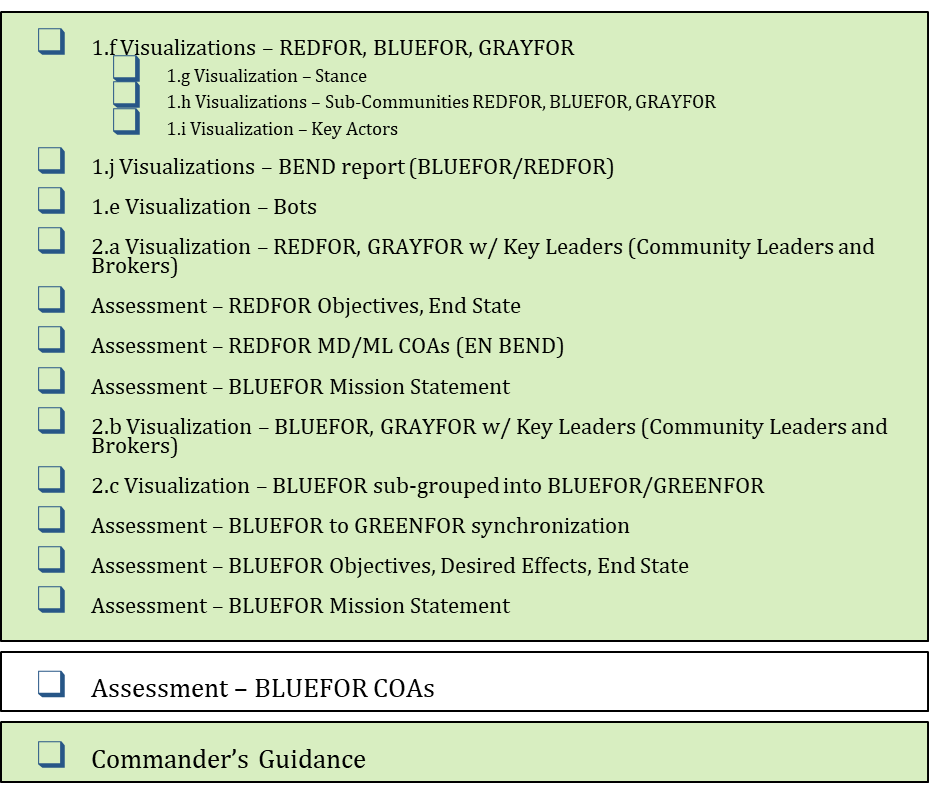 1.f Visualizations – REDFOR, BLUEFOR, GRAYFOR
1.g Visualization – Stance
1.h Visualizations – Sub-Communities REDFOR, BLUEFOR, GRAYFOR
1.i Visualization – Key Actors
1.j Visualizations – BEND report (BLUEFOR/REDFOR)
1.e Visualization – Bots
2.a Visualization – REDFOR, GRAYFOR w/ Key Leaders (Community Leaders and
Brokers)
Assessment – REDFOR Objectives, End State
Assessment – REDFOR MD/ML COAs (EN BEND)
Assessment – BLUEFOR Mission Statement
2.b Visualization – BLUEFOR, GRAYFOR w/ Key Leaders (Community Leaders and
Brokers)
2.c Visualization – BLUEFOR sub-grouped into BLUEFOR/GREENFOR
Assessment – BLUEFOR to GREENFOR synchronization
Assessment – BLUEFOR Objectives, Desired Effects, End State
Assessment – BLUEFOR Mission Statement
Assessment – BLUEFOR COAs
Commander’s Guidance